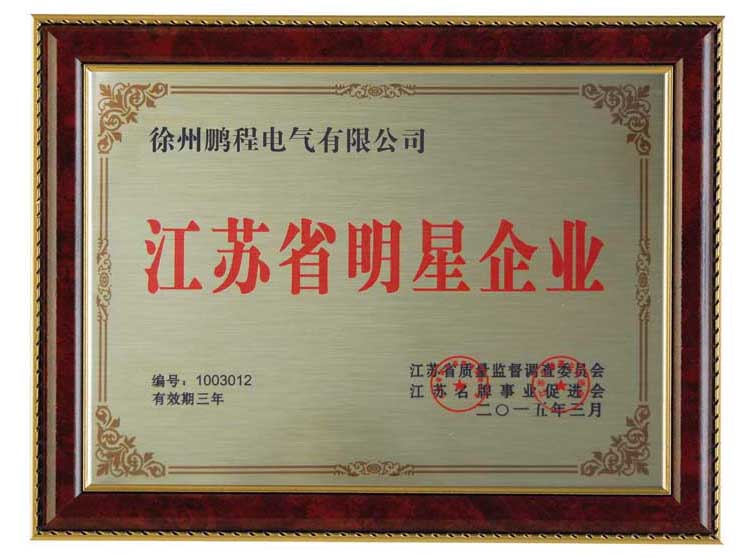 徐州鹏程电气有限公司
江苏省明星企业
编号：1003012
有效期三年
江苏省质量监督调查委员会
江苏名牌事业促进会
二〇一五年三月